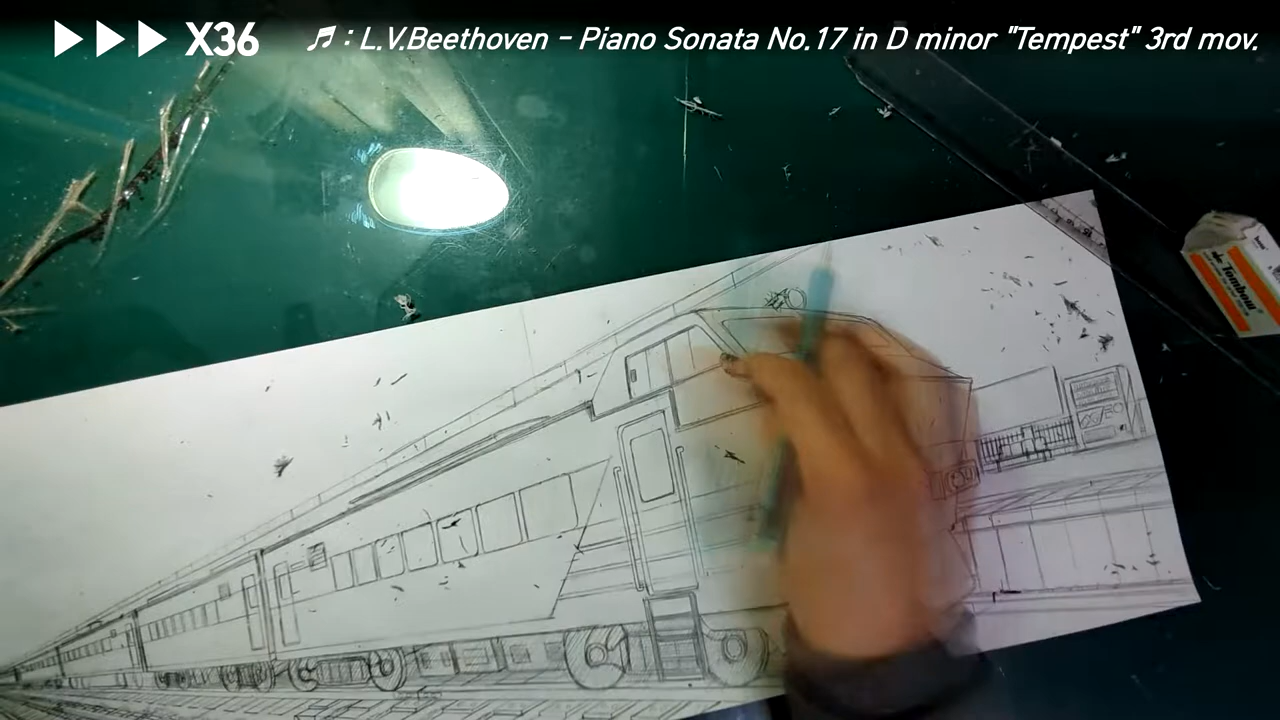 ▶▶▶ X36 ♬ : L.V.Beethoven - Piano Sonata No.17 in D minor "Tempest" 3rd mov.
Tombow